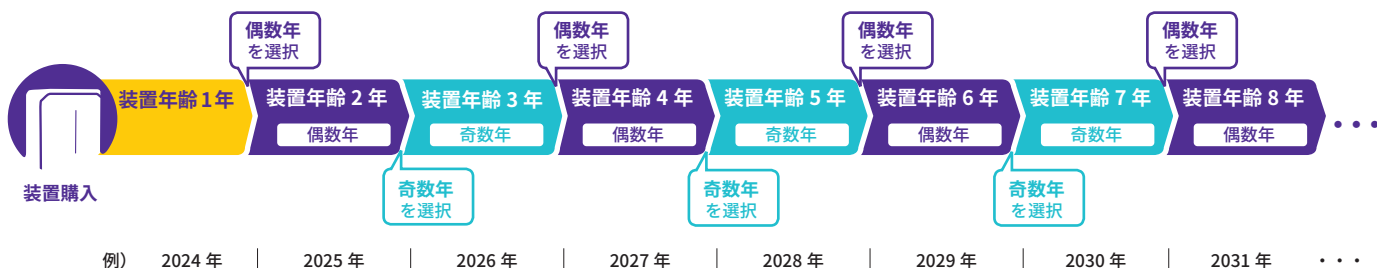 偶数年
を選択
偶数年
を選択
偶数年
を選択
偶数年
を選択
装置年齢1年
装置年齢 2 年
偶数年
装置年齢 3 年
奇数年
装置年齢 4 年
偶数年
装置年齢 5 年
奇数年
装置年齢 6 年
偶数年
装置年齢 7 年
奇数年
装置年齢 8 年
偶数年
・・・
装置購入
奇数年
を選択
奇数年
を選択
奇数年
を選択
例） 2024 年 2025 年 2026 年 2027 年 2028 年 2029 年 2030 年 2031 年 ・・・